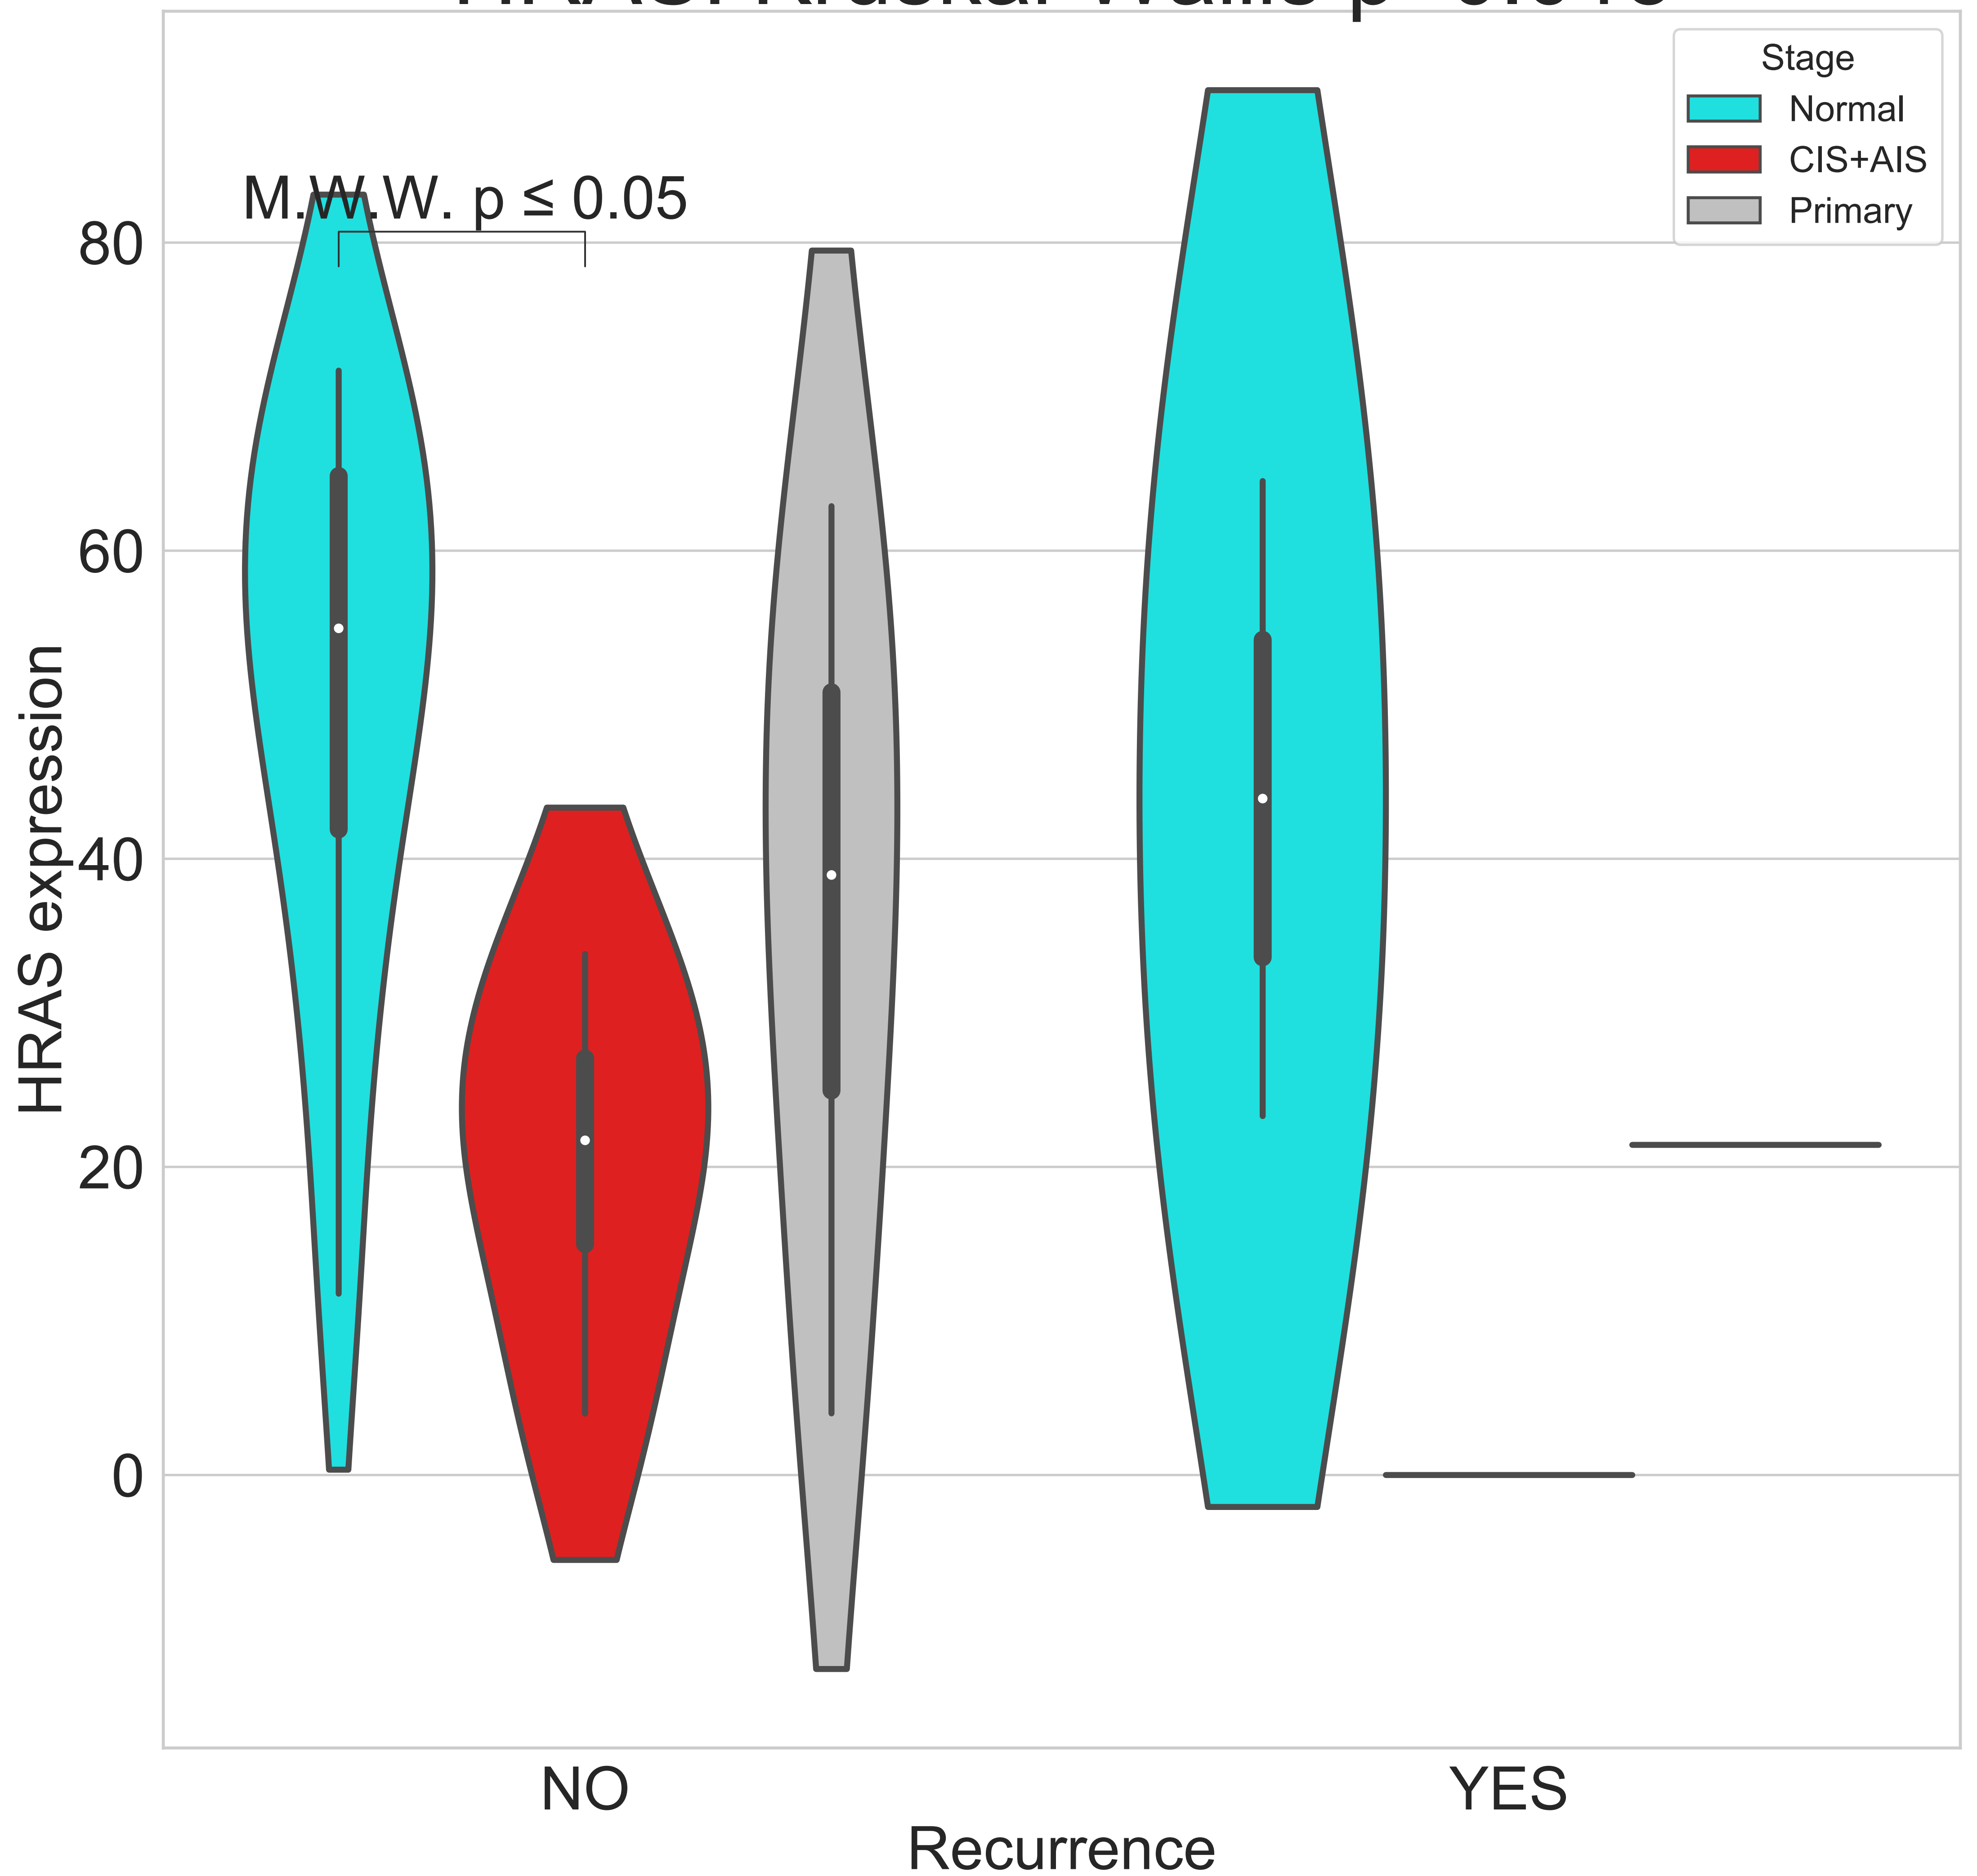 Stage
Normal
CIS+AIS
Primary
M.W.W. p ≤ 0.05
80
60
40
20
0
HRAS expression
NO
YES
Recurrence